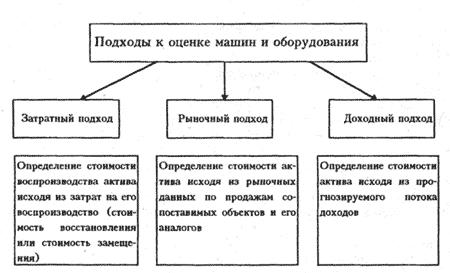 Подходы к оценке машин и оборудования
Затратный подход
Рыночный подход
Доходный подход
Определение стоимости
воспроизводства актива
исходя из затрат на его
воспроизводство (стои-
мость восстановления
или стоимость замеще-
ния)
Определение стоимости ак-
тива исходя из рыночных
данных по продажам со-
поставимых объектов и его
аналогов
Определение стоимости
актива исходя из про-
гнозируемого потока
доходов